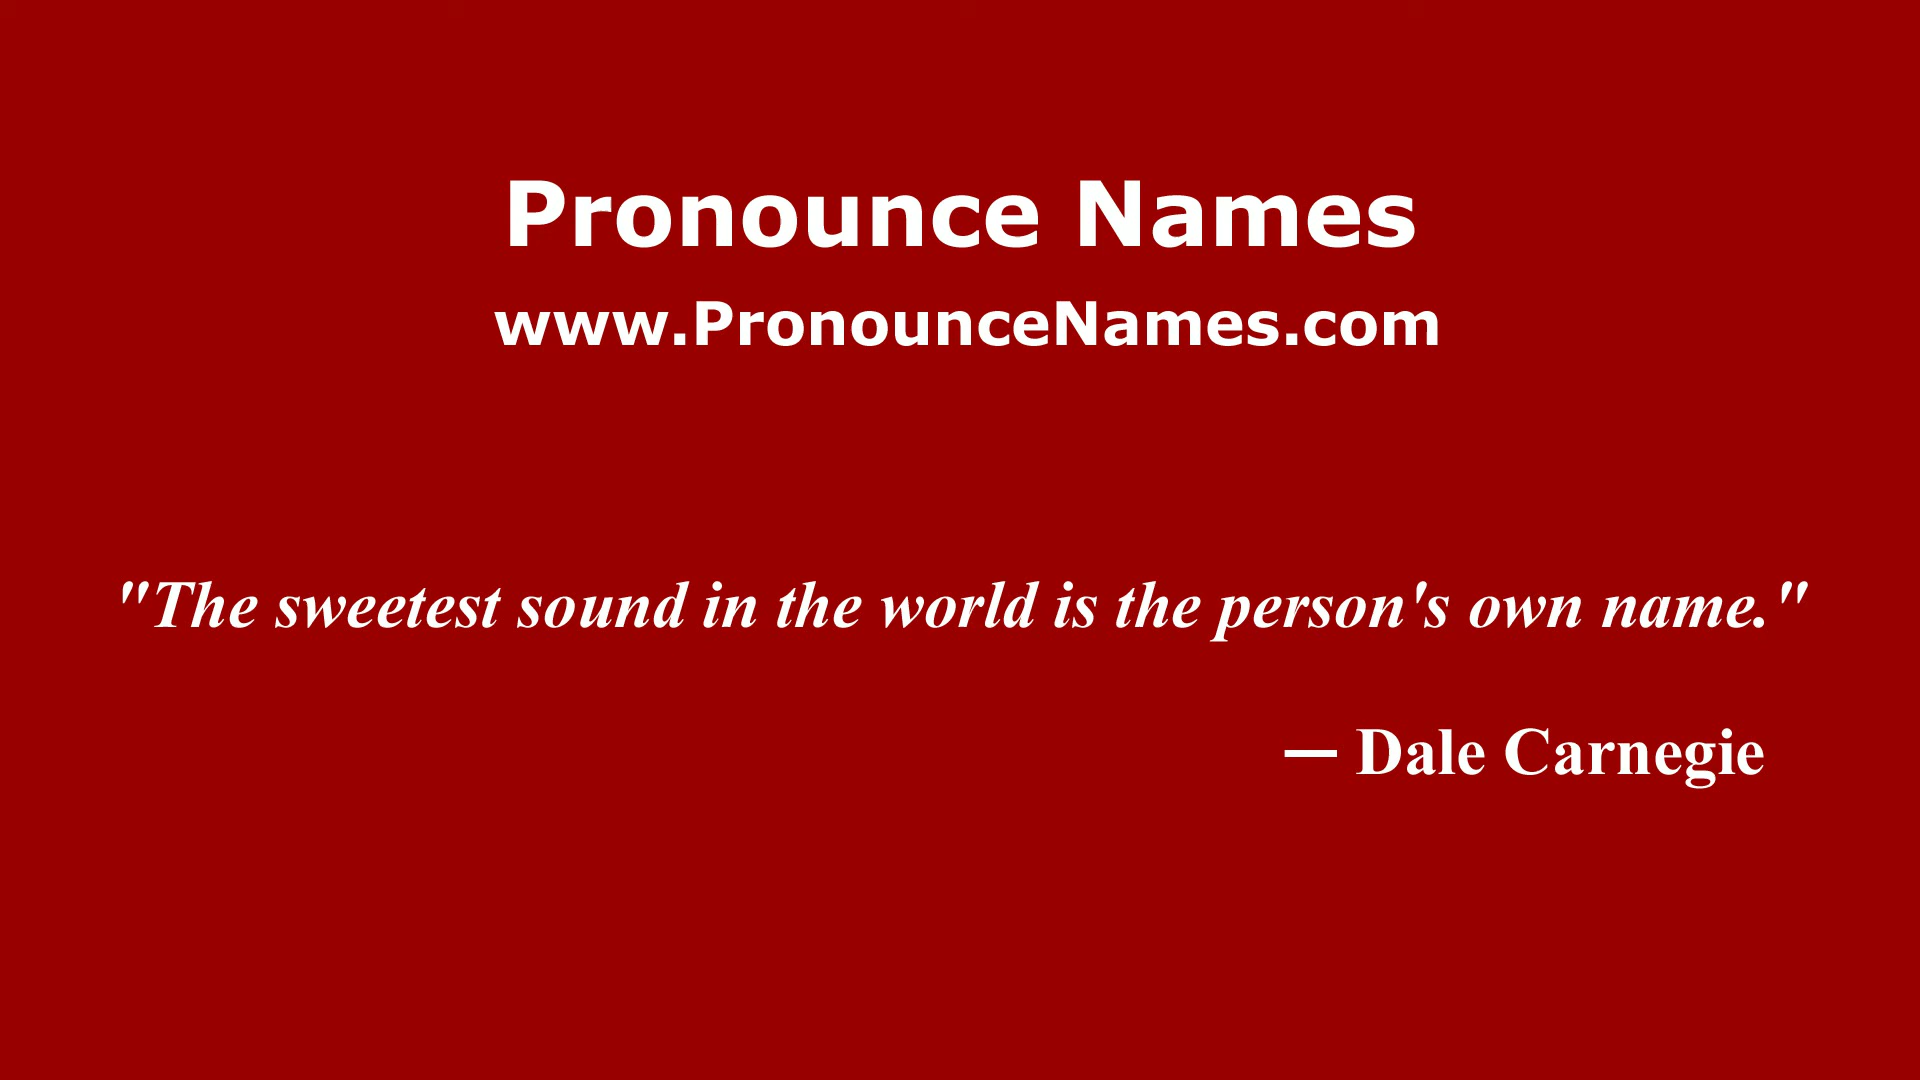 Pronounce Names
www.PronounceNames.com
"The sweetest sound in the world is the person's own name."
— Dale Carnegie